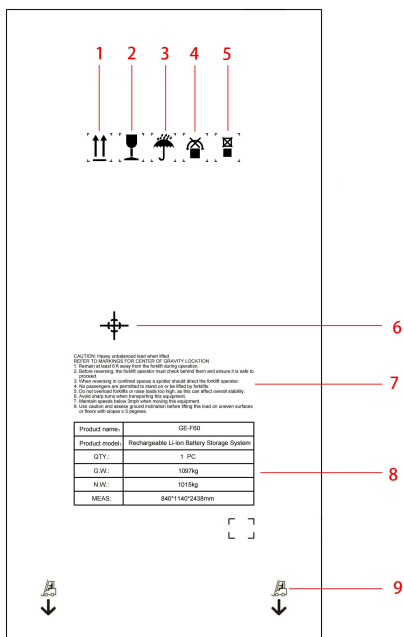 1 2 3 4 5
6
CAUTION: Heavy unbalanced load when lifted
REFER TO MARKINGS FOR CENTER OF GRAVITY LOCATION
1. Remain at least 6 ft away from the forklift during operation.
2. Before reversing, the forklift operator must check behind them and ensure it is safe to
proceed.
3. When reversing in confined spaces a spotter should direct the forklift operator.
4. No passengers are permitted to stand on or be lifted by forklifts.
5. Do not overload forklifts or raise loads too high, as this can affect overall stability.
6. Avoid sharp turns when transporting this equipment.
7. Maintain speeds below 3mph when moving this equipment
8. Use caution and assess ground inclination before lifting this load on uneven surfaces
or floors with slopes ≥ 5 degrees.
7
Product name: GE-F60
Product model: Rechargeable Li-ion Battery Storage System
QTY.: 1 PC
G.W.: 1097kg
8
N.W.: 1015kg
MEAS: 840*1140*2438mm
9